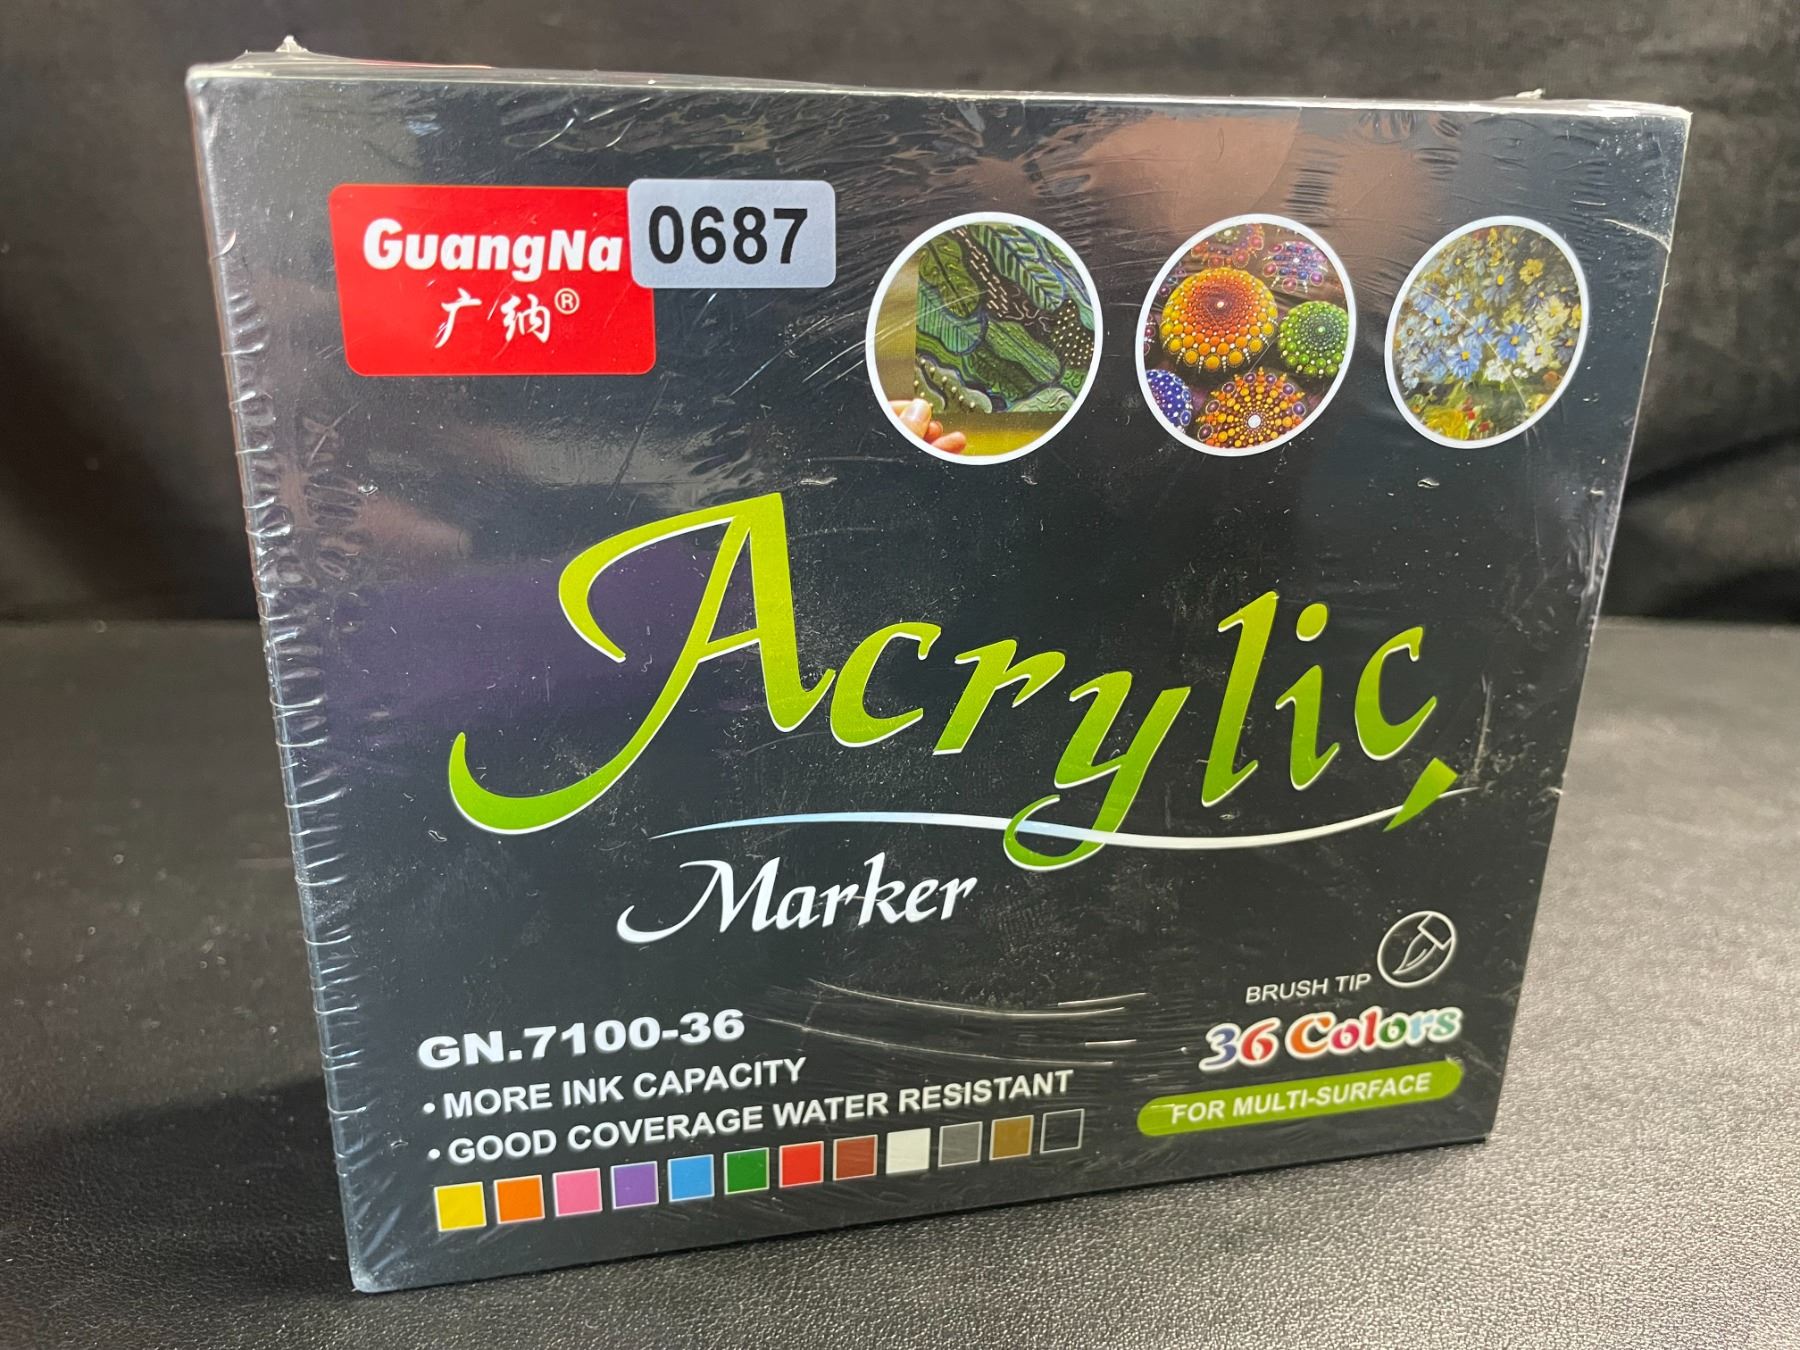 GuangNa
广纳®
0687
Acrylic
Marker
BRUSH TIP
36 Colors
FOR MULTI-SURFACE
GN.7100-36
• MORE INK CAPACITY
• GOOD COVERAGE WATER RESISTANT